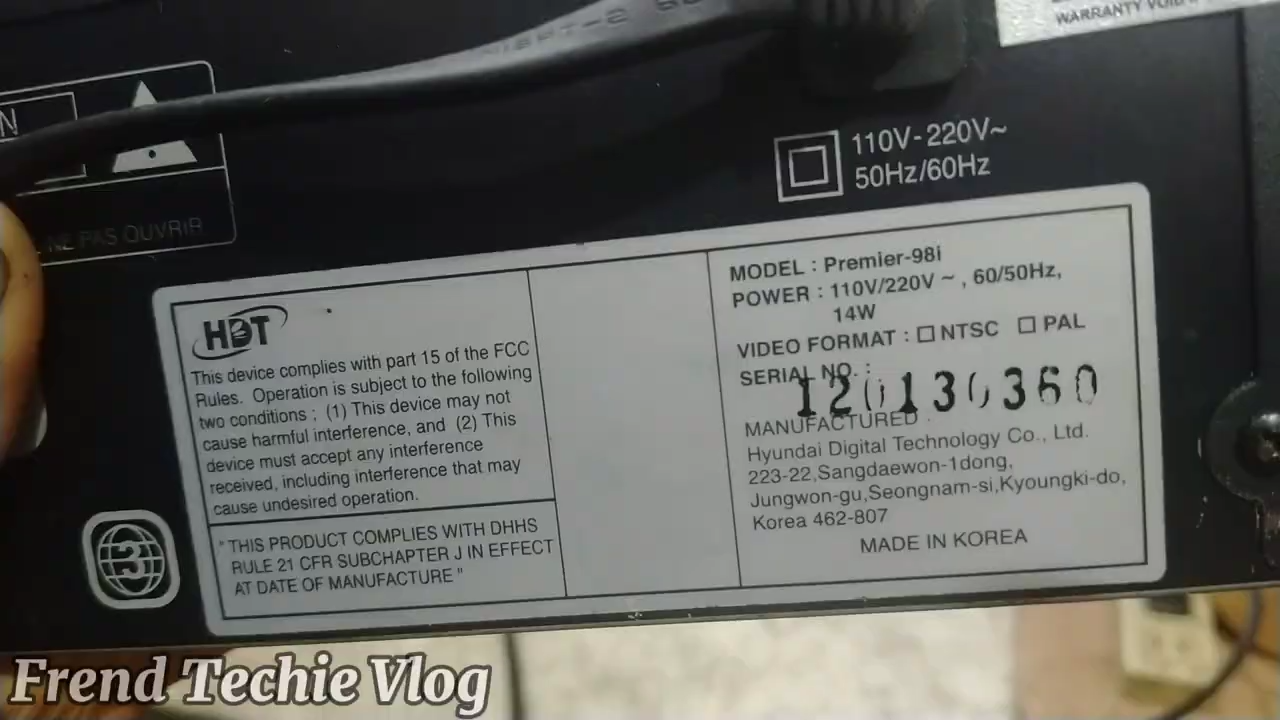 WARRANTY VOID
N
NE PAS OUVRIR
110V-220V~
50Hz/60Hz
HDT
This device complies with part 15 of the FCC
Rules. Operation is subject to the following
two conditions : (1) This device may not
cause harmful interference, and (2) This
device must accept any interference
received, including interference that may
cause undesired operation.
" THIS PRODUCT COMPLIES WITH DHHS
RULE 21 CFR SUBCHAPTER J IN EFFECT
AT DATE OF MANUFACTURE "
3
MODEL : Premier-98i
POWER : 110V/220V ~ , 60/50Hz,
14W
VIDEO FORMAT : □ NTSC □ PAL
SERIAL NO. :
120130360
MANUFACTURED :
Hyundai Digital Technology Co., Ltd.
223-22,Sangdaewon-1dong,
Jungwon-gu,Seongnam-si,Kyoungki-do,
Korea 462-807
MADE IN KOREA
Frend Techie Vlog